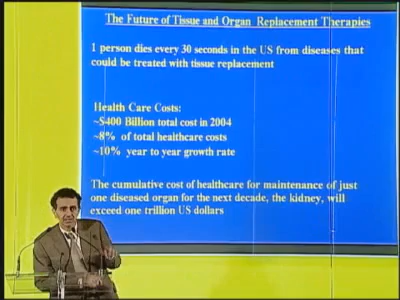 The Future of Tissue and Organ Replacement Therapies
1 person dies every 30 seconds in the US from diseases that
could be treated with tissue replacement
Health Care Costs:
~$400 Billion total cost in 2004
~8% of total healthcare costs
~10% year to year growth rate
The cumulative cost of healthcare for maintenance of just
one diseased organ for the next decade, the kidney, will
exceed one trillion US dollars